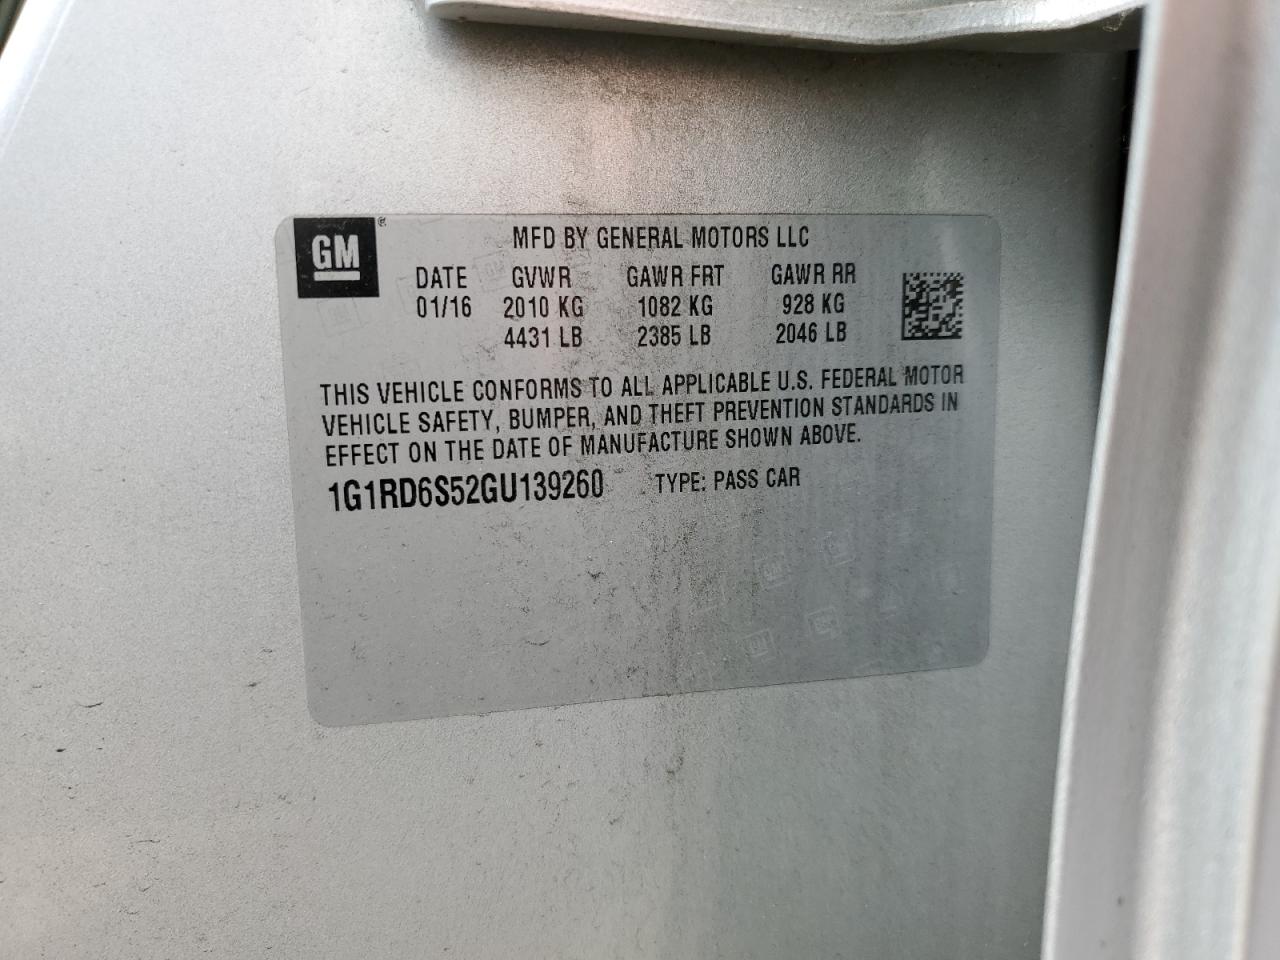 GM ®
MFD BY GENERAL MOTORS LLC
DATE GVWR GAWR FRT GAWR RR
01/16 2010 KG 1082 KG 928 KG
4431 LB 2385 LB 2046 LB
THIS VEHICLE CONFORMS TO ALL APPLICABLE U.S. FEDERAL MOTOR
VEHICLE SAFETY, BUMPER, AND THEFT PREVENTION STANDARDS IN
EFFECT ON THE DATE OF MANUFACTURE SHOWN ABOVE.
1G1RD6S52GU139260 TYPE: PASS CAR